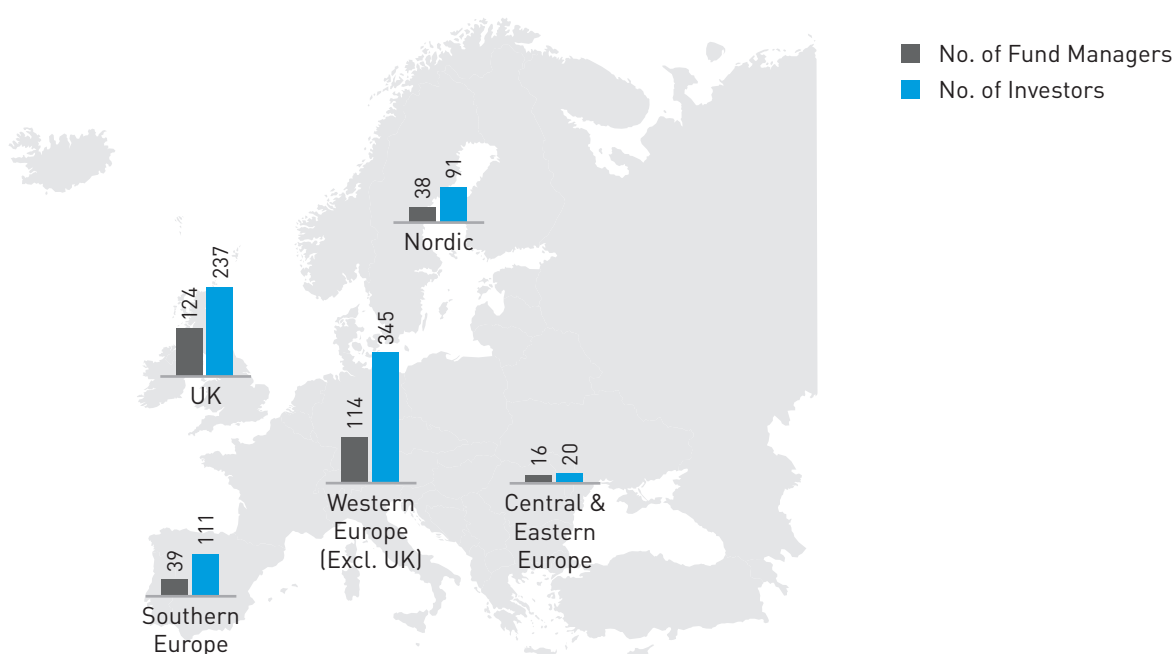 No. of Fund Managers
No. of Investors
38
91
Nordic
124
237
UK
114
345
Western
Europe
(Excl. UK)
16
20
Central &
Eastern
Europe
39
111
Southern
Europe